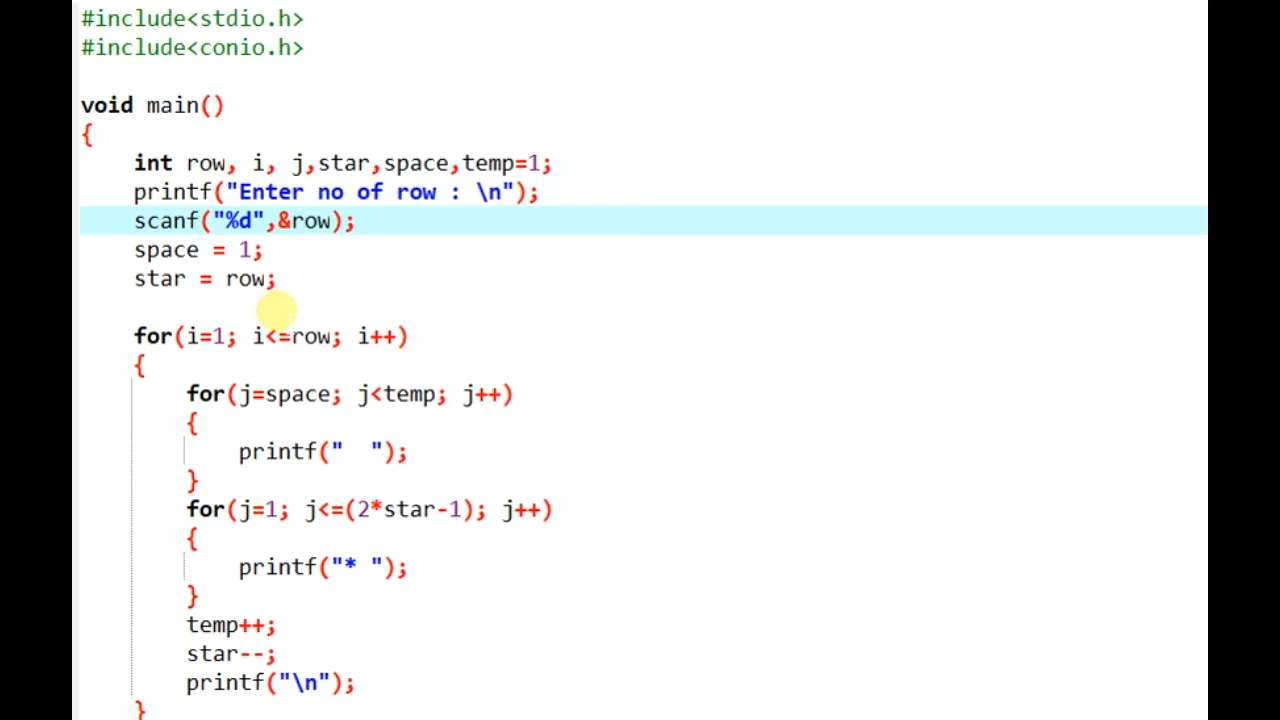 #include<stdio.h>
#include<conio.h>
void main()
{
int row, i, j,star,space,temp=1;
printf("Enter no of row : \n");
scanf("%d",&row);
space = 1;
star = row;
for(i=1; i<=row; i++)
{
for(j=space; j<temp; j++)
{
printf("  ");
}
for(j=1; j<=(2*star-1); j++)
{
printf("* ");
}
temp++;
star--;
printf("\n");
}